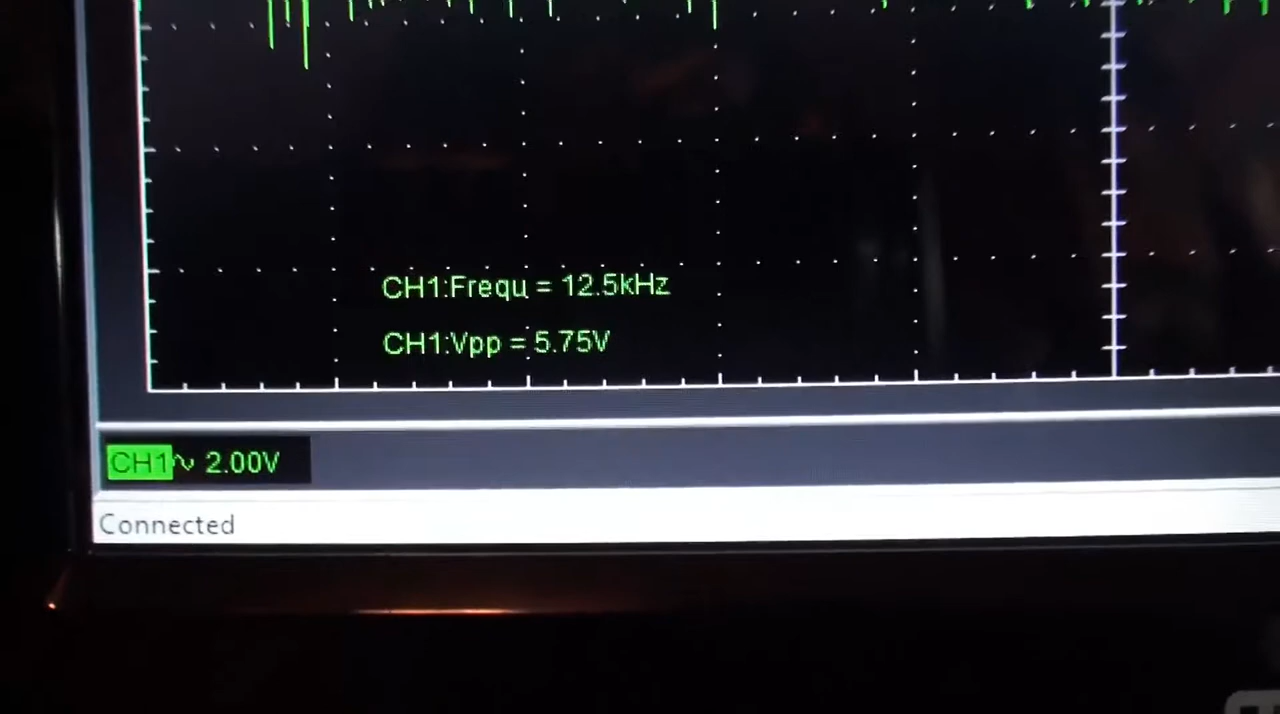 CH1:Frequ = 12.5kHz
CH1:Vpp = 5.75V
CH1 2.00V
Connected